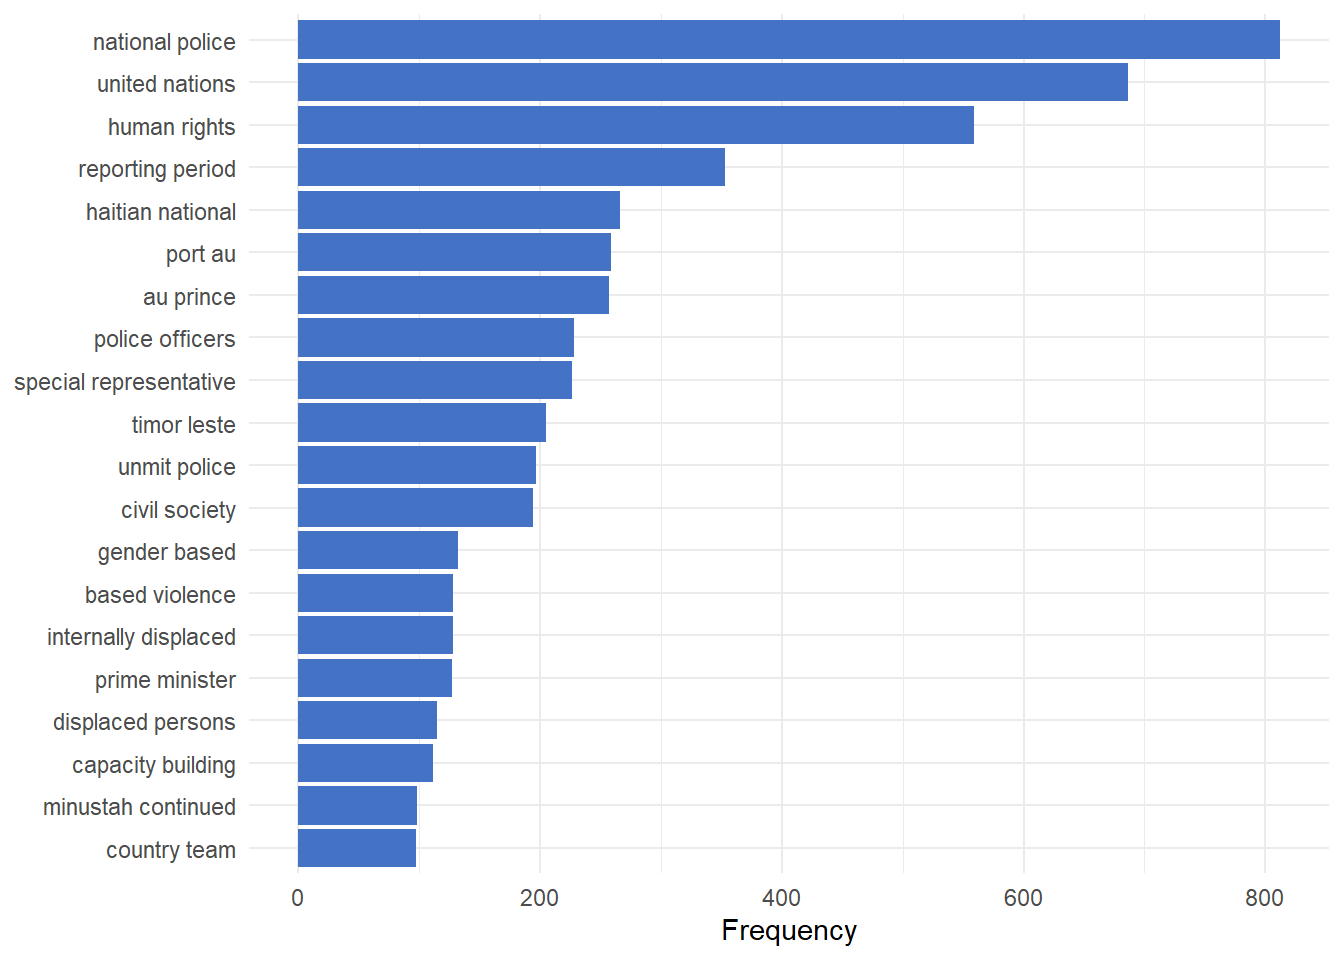 national police
united nations
human rights
reporting period
haitian national
port au
au prince
police officers
special representative
timor leste
unmit police
civil society
gender based
based violence
internally displaced
prime minister
displaced persons
capacity building
minustah continued
country team
0 200 400 600 800
Frequency